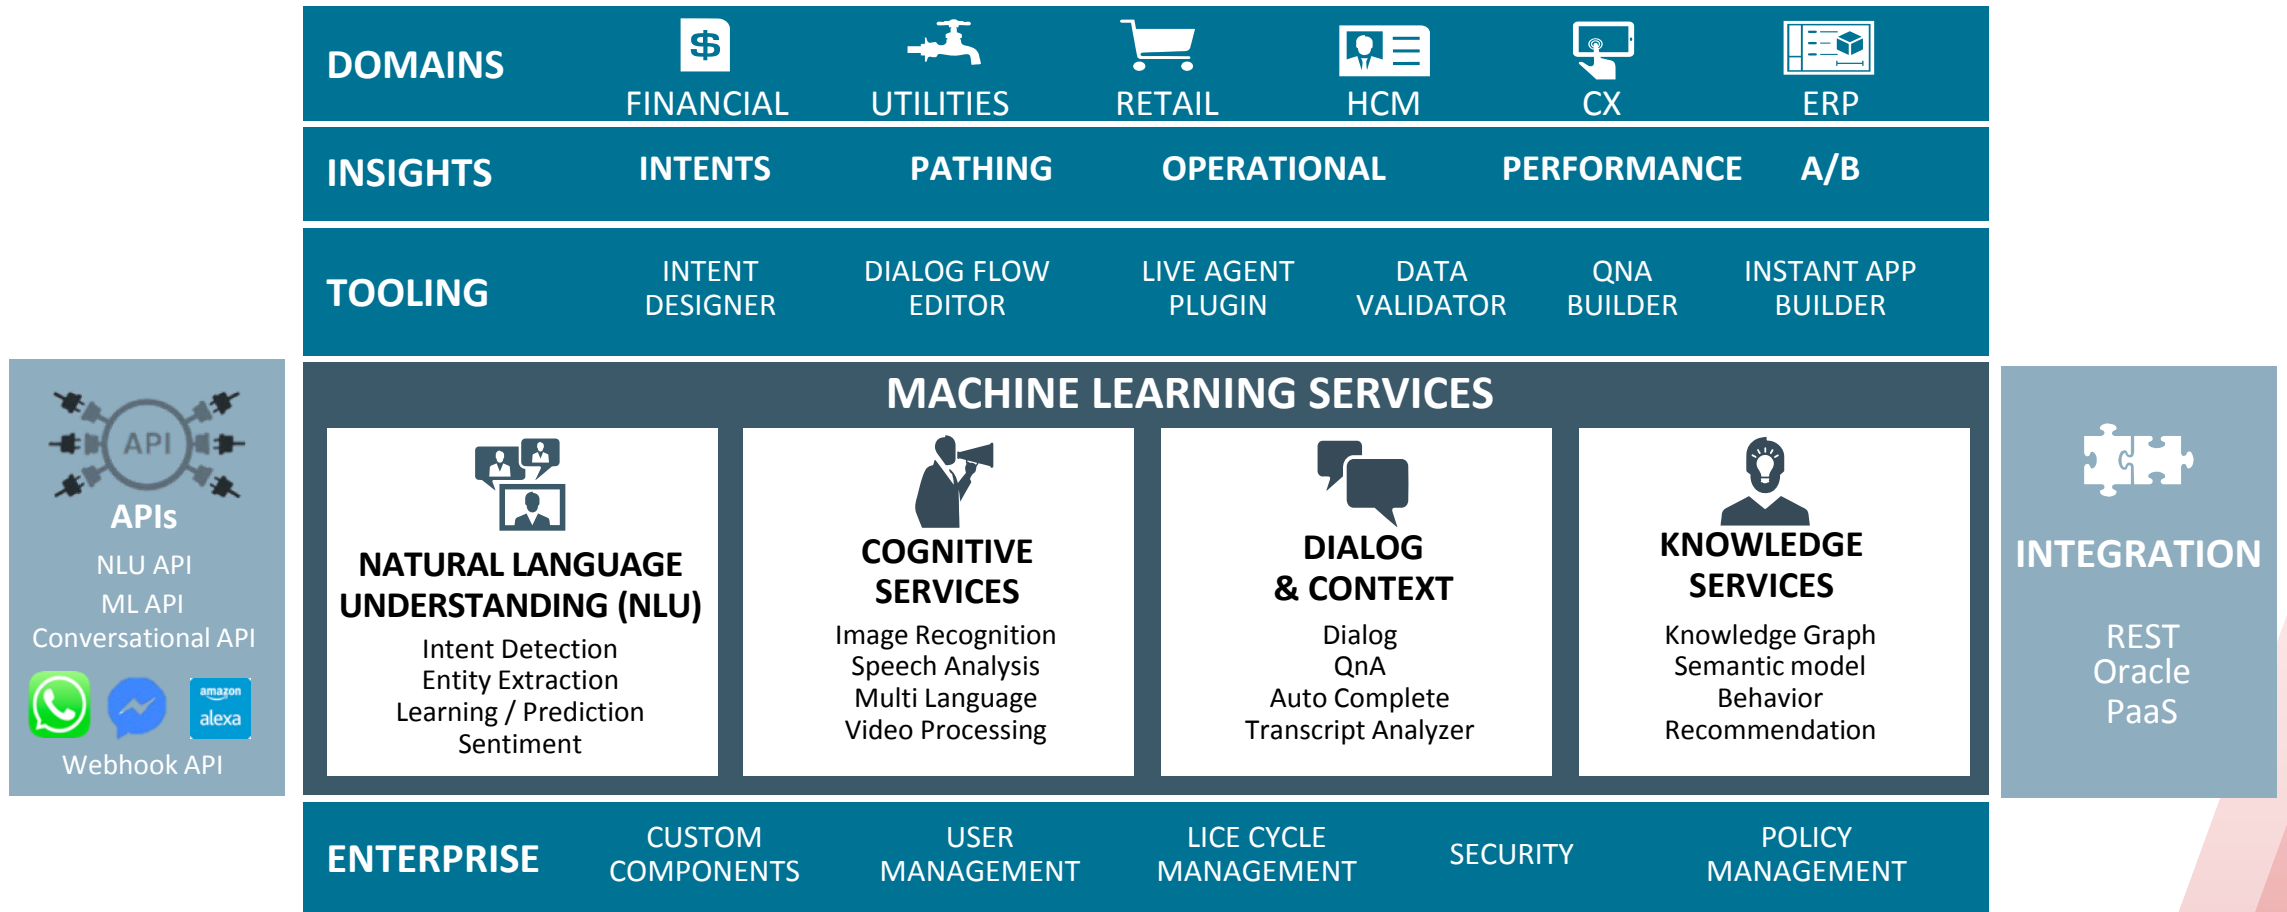 DOMAINS
FINANCIAL UTILITIES RETAIL HCM CX ERP
INSIGHTS INTENTS PATHING OPERATIONAL PERFORMANCE A/B
TOOLING
INTENT
DESIGNER
DIALOG FLOW
EDITOR
LIVE AGENT
PLUGIN
DATA
VALIDATOR
QNA
BUILDER
INSTANT APP
BUILDER
API
APIs
NLU API
ML API
Conversational API
amazon
alexa
Webhook API
MACHINE LEARNING SERVICES
NATURAL LANGUAGE
UNDERSTANDING (NLU)
Intent Detection
Entity Extraction
Learning / Prediction
Sentiment
COGNITIVE
SERVICES
Image Recognition
Speech Analysis
Multi Language
Video Processing
DIALOG
& CONTEXT
Dialog
QnA
Auto Complete
Transcript Analyzer
KNOWLEDGE
SERVICES
Knowledge Graph
Semantic model
Behavior
Recommendation
INTEGRATION
REST
Oracle
PaaS
ENTERPRISE
CUSTOM
COMPONENTS
USER
MANAGEMENT
LICE CYCLE
MANAGEMENT
SECURITY
POLICY
MANAGEMENT